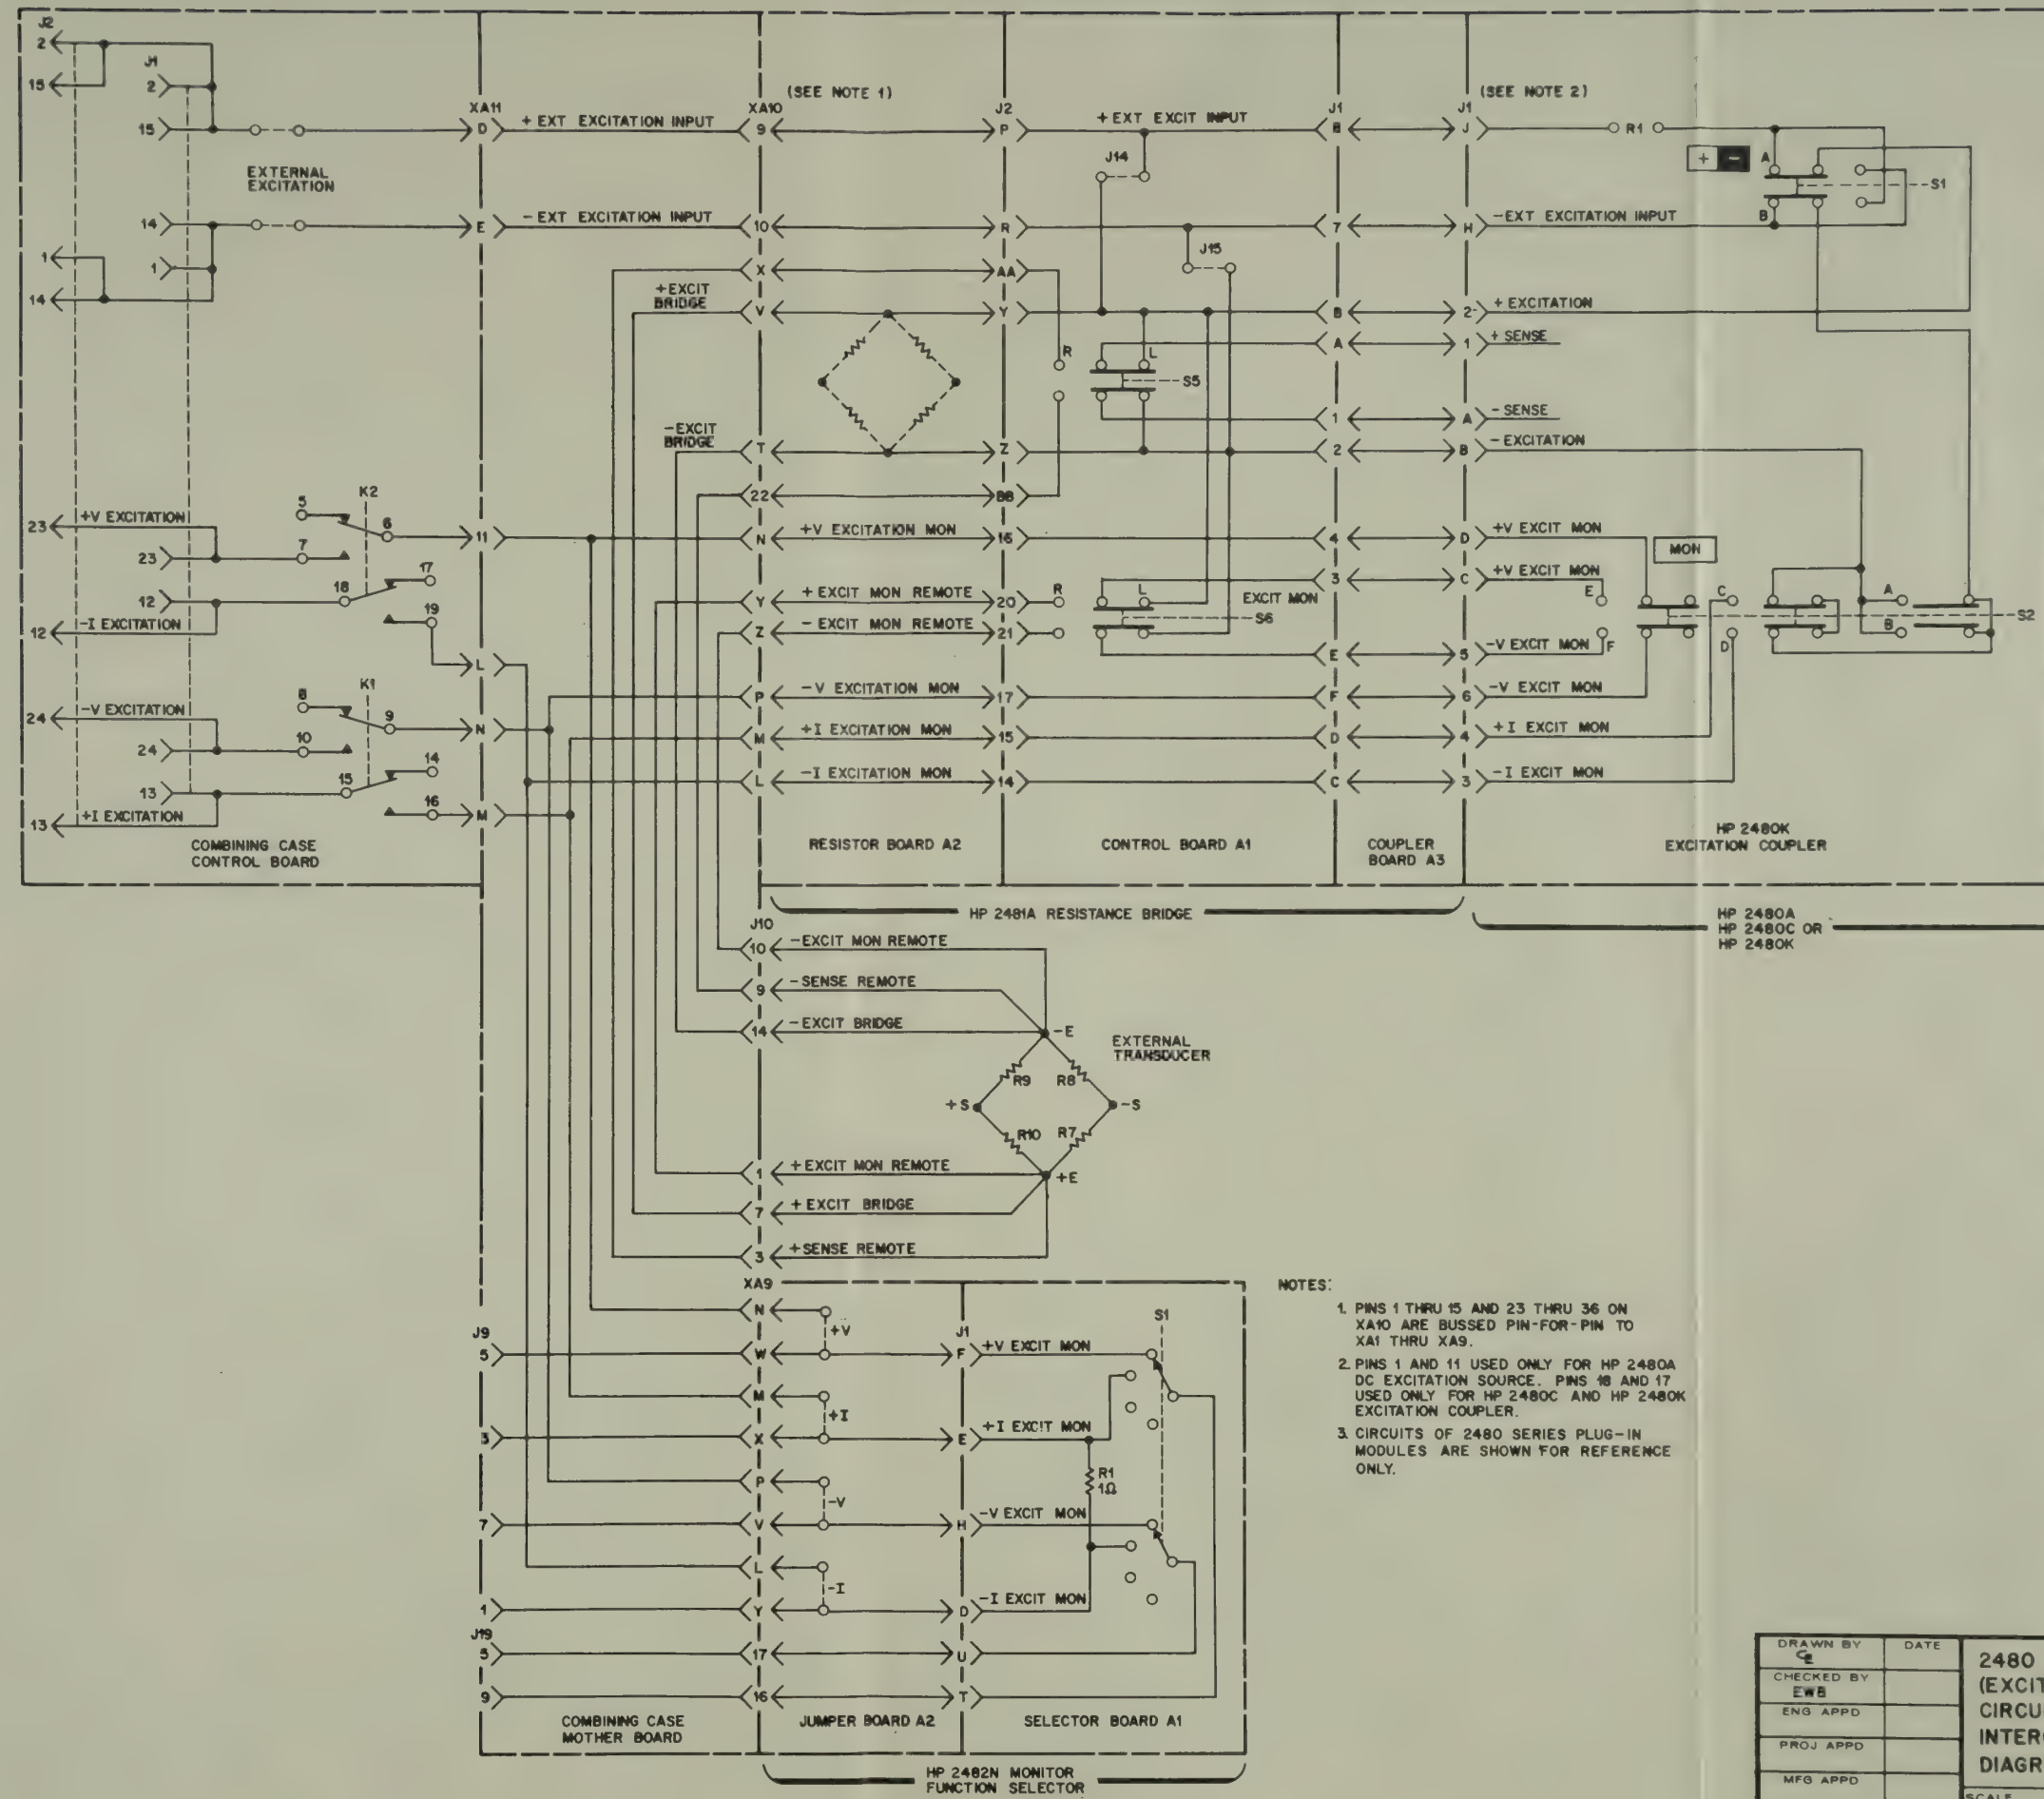 J2
2
15
J1
2
15
EXTERNAL
EXCITATION
14
1
1
14
XA11
D
+ EXT EXCITATION INPUT
E
- EXT EXCITATION INPUT
(SEE NOTE 1)
XA10
9
10
X
+EXCIT
BRIDGE
V
-EXCIT
BRIDGE
T
22
J2
P
R
AA
Y
Z
BB
+ EXT EXCIT INPUT
J14
J15
R
L
S5
J1
8
7
B
A
1
2
(SEE NOTE 2)
J1
J
H
2
1
A
B
R1
+ -
A
B
S1
-EXT EXCITATION INPUT
+ EXCITATION
+ SENSE
- SENSE
- EXCITATION
23
+V EXCITATION
23
12
12
-I EXCITATION
5
K2
6
7
18
17
19
11
L
24
-V EXCITATION
24
13
13
+I EXCITATION
8
K1
9
10
15
14
16
N
M
COMBINING CASE
CONTROL BOARD
N
+V EXCITATION MON
16
Y
+ EXCIT MON REMOTE
20
R
Z
- EXCIT MON REMOTE
21
L
EXCIT MON
S6
P
-V EXCITATION MON
17
M
+I EXCITATION MON
15
L
-I EXCITATION MON
14
4
3
E
F
D
C
D
+V EXCIT MON
C
+V EXCIT MON
5
-V EXCIT MON
6
-V EXCIT MON
4
+I EXCIT MON
3
-I EXCIT MON
MON
E
F
C
D
A
B
S2
RESISTOR BOARD A2
CONTROL BOARD A1
COUPLER
BOARD A3
HP 2480K
EXCITATION COUPLER
HP 2481A RESISTANCE BRIDGE
HP 2480A
HP 2480C OR
HP 2480K
J10
10
-EXCIT MON REMOTE
9
-SENSE REMOTE
14
-EXCIT BRIDGE
-E
EXTERNAL
TRANSDUCER
R9
R8
+S
-S
R10
R7
1
+EXCIT MON REMOTE
+E
7
+ EXCIT BRIDGE
3
+SENSE REMOTE
XA9
N
+V
J9
5
W
J1
F
+V EXCIT MON
S1
M
+I
3
X
E
+I EXCIT MON
P
R1
1Ω
-V
7
V
H
-V EXCIT MON
L
-I
1
Y
D
-I EXCIT MON
J19
5
17
U
9
16
T
COMBINING CASE
MOTHER BOARD
JUMPER BOARD A2
SELECTOR BOARD A1
HP 2482N MONITOR
FUNCTION SELECTOR
NOTES:
1. PINS 1 THRU 15 AND 23 THRU 36 ON
XA10 ARE BUSSED PIN-FOR-PIN TO
XA1 THRU XA9.
2. PINS 1 AND 11 USED ONLY FOR HP 2480A
DC EXCITATION SOURCE. PINS 18 AND 17
USED ONLY FOR HP 2480C AND HP 2480K
EXCITATION COUPLER.
3. CIRCUITS OF 2480 SERIES PLUG-IN
MODULES ARE SHOWN FOR REFERENCE
ONLY.
DRAWN BY
DATE
CHECKED BY
EWB
ENG APPD
PROJ APPD
MFG APPD
2480
(EXCIT
CIRCUI
INTER
DIAGR
SCALE